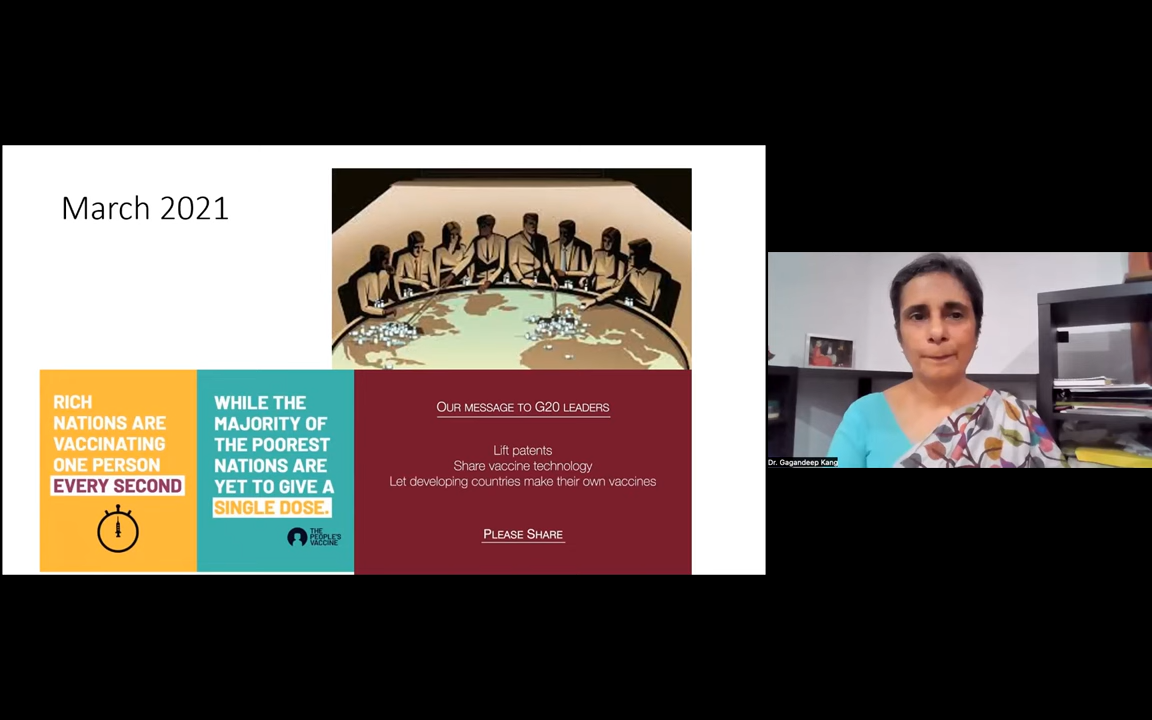 March 2021
RICH
NATIONS ARE
VACCINATING
ONE PERSON
EVERY SECOND
WHILE THE
MAJORITY OF
THE POOREST
NATIONS ARE
YET TO GIVE A
SINGLE DOSE.
THE
PEOPLE'S
VACCINE
OUR MESSAGE TO G20 LEADERS
Lift patents
Share vaccine technology
Let developing countries make their own vaccines
PLEASE SHARE
Dr. Gagandeep Kang